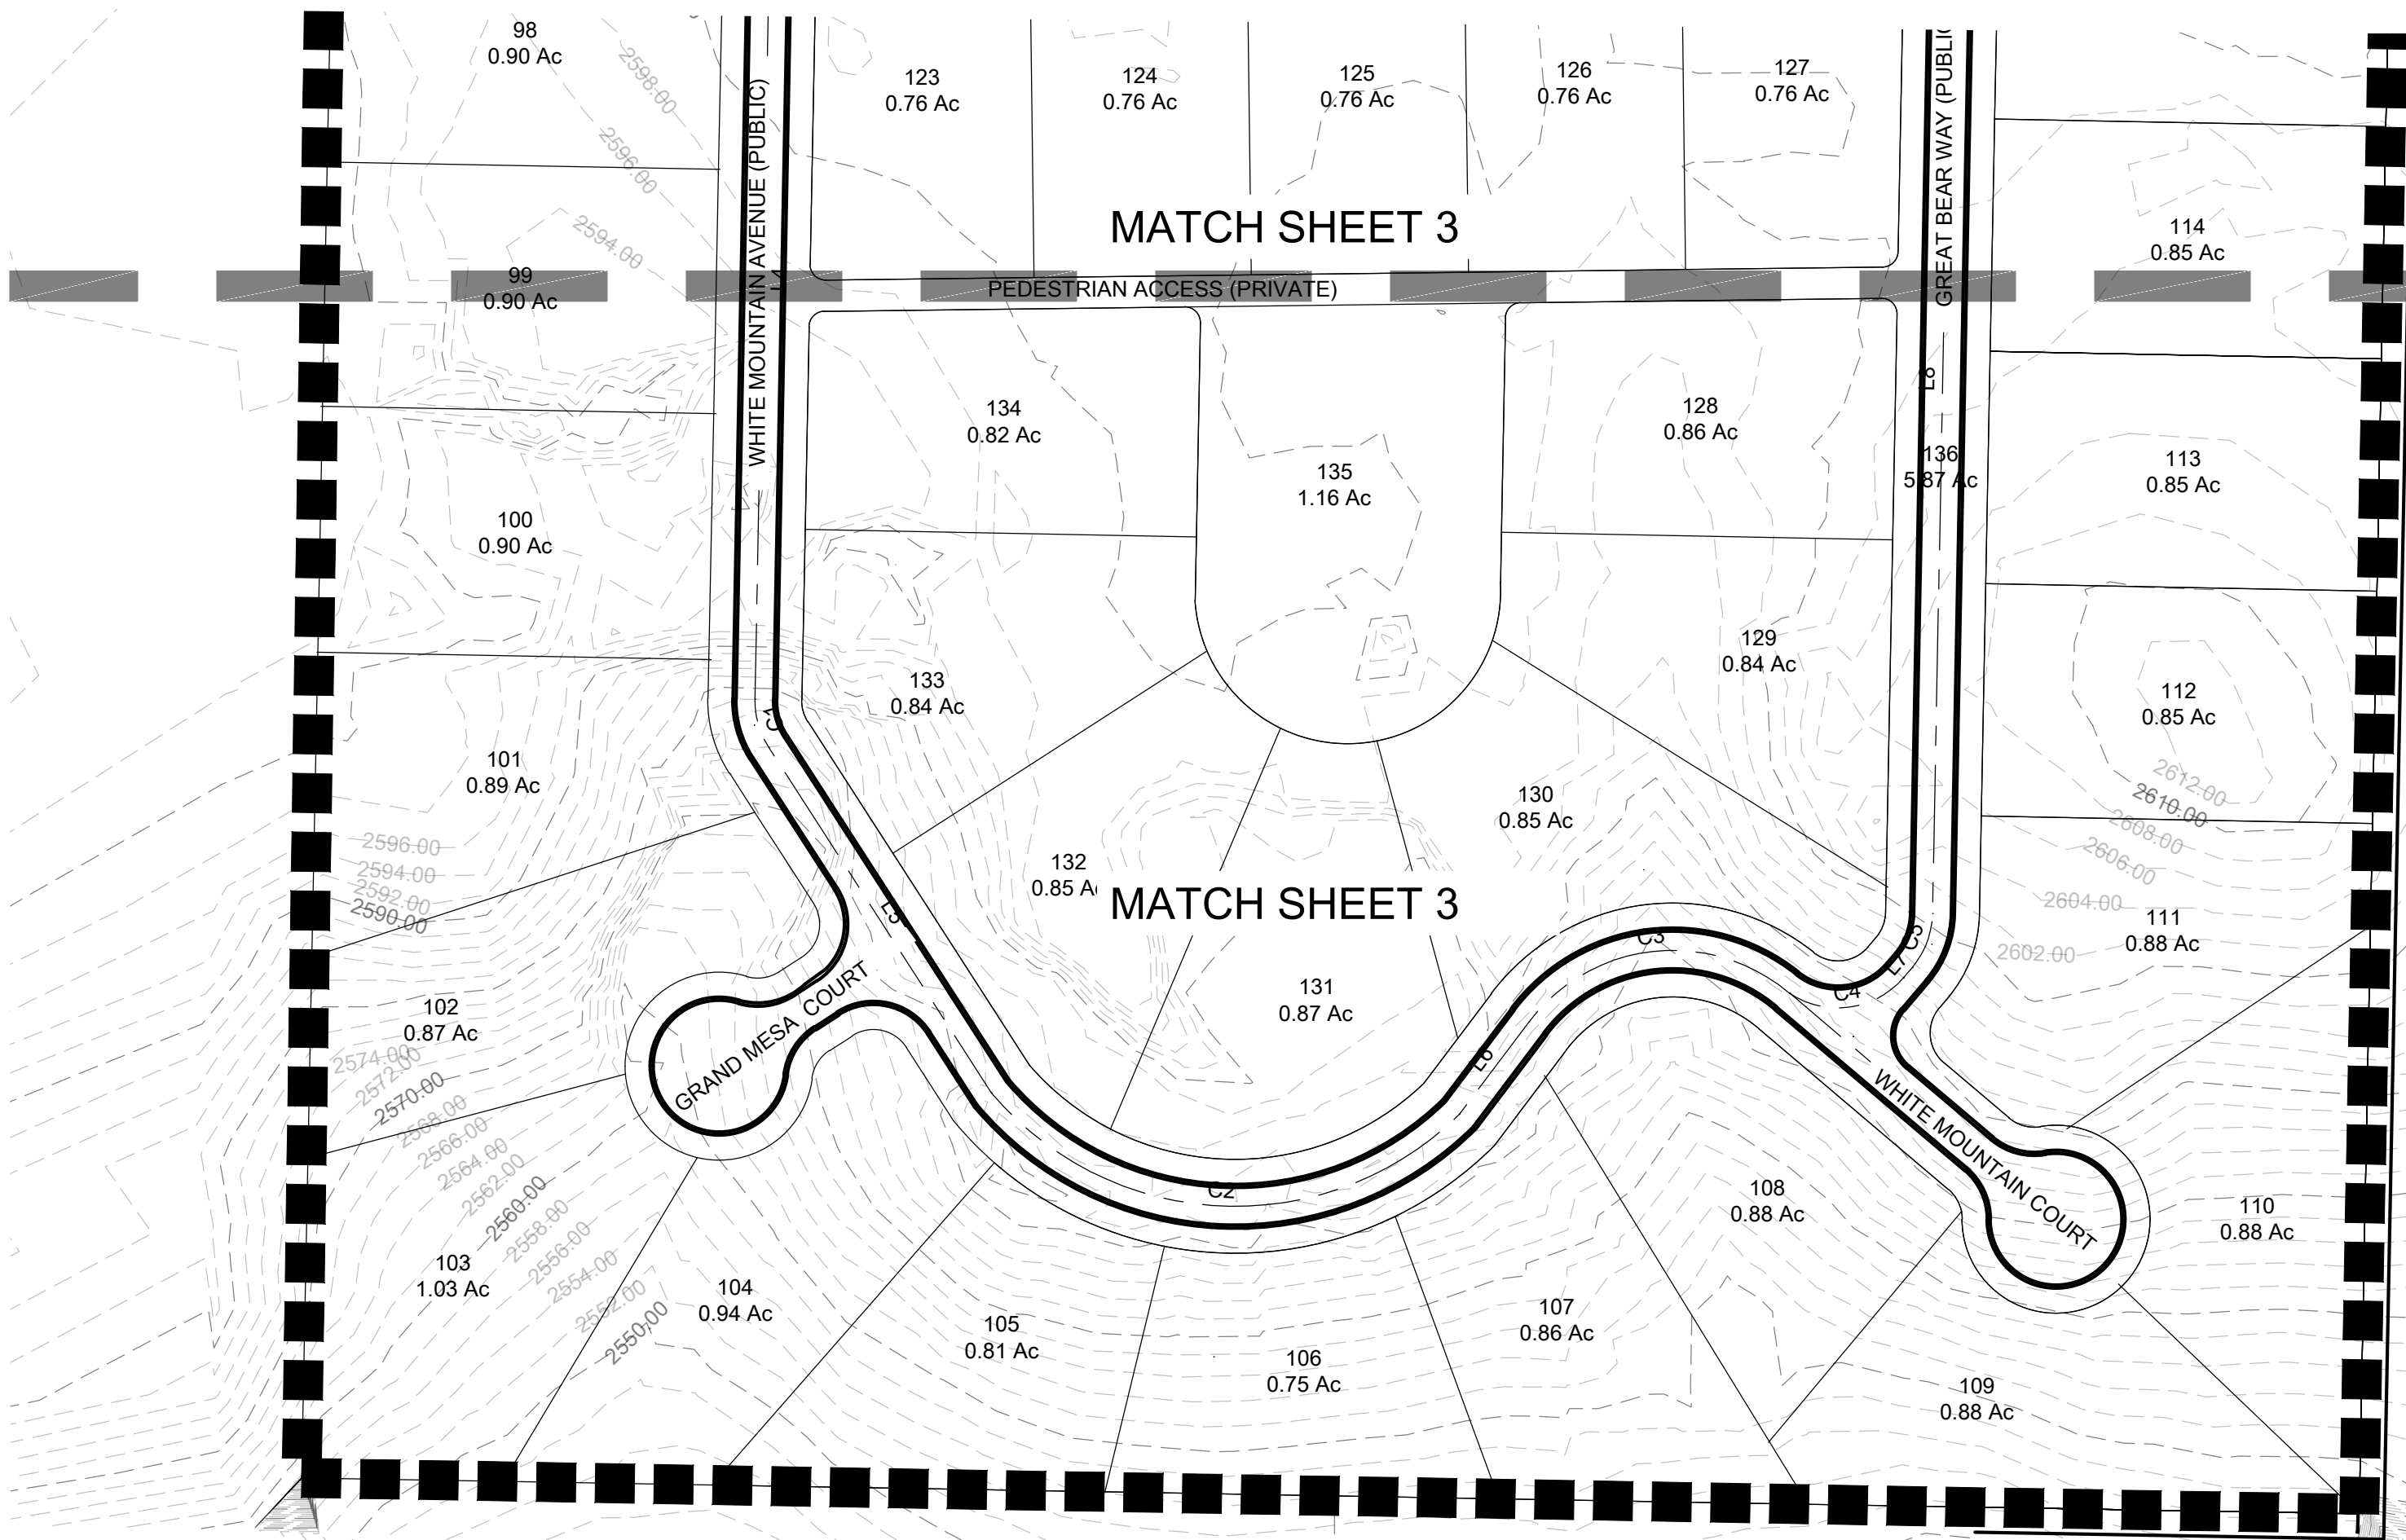 98
0.90 Ac
2598.00
2596.00
2594.00
123
0.76 Ac
124
0.76 Ac
125
0.76 Ac
126
0.76 Ac
127
0.76 Ac
WHITE MOUNTAIN AVENUE (PUBLIC)
GREAT BEAR WAY (PUBLIC
114
0.85 Ac
MATCH SHEET 3
99
0.90 Ac
PEDESTRIAN ACCESS (PRIVATE)
134
0.82 Ac
135
1.16 Ac
128
0.86 Ac
L8
136
5.87 Ac
113
0.85 Ac
100
0.90 Ac
133
0.84 Ac
129
0.84 Ac
112
0.85 Ac
C1
101
0.89 Ac
2612.00
2610.00
2608.00
2606.00
2604.00
2602.00
130
0.85 Ac
2596.00
2594.00
2592.00
2590.00
132
0.85 A
MATCH SHEET 3
L5
111
0.88 Ac
C3
C5
L7
C4
131
0.87 Ac
102
0.87 Ac
GRAND MESA COURT
L6
WHITE MOUNTAIN COURT
2574.00
2572.00
2570.00
2568.00
2566.00
2564.00
2562.00
2560.00
2558.00
2556.00
2554.00
2552.00
2550.00
C2
108
0.88 Ac
110
0.88 Ac
103
1.03 Ac
104
0.94 Ac
105
0.81 Ac
106
0.75 Ac
107
0.86 Ac
109
0.88 Ac